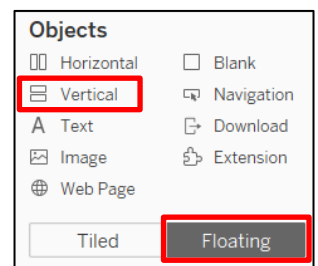 Objects
Horizontal
Blank
Vertical
Navigation
A Text
Download
Image
Extension
Web Page
Tiled
Floating